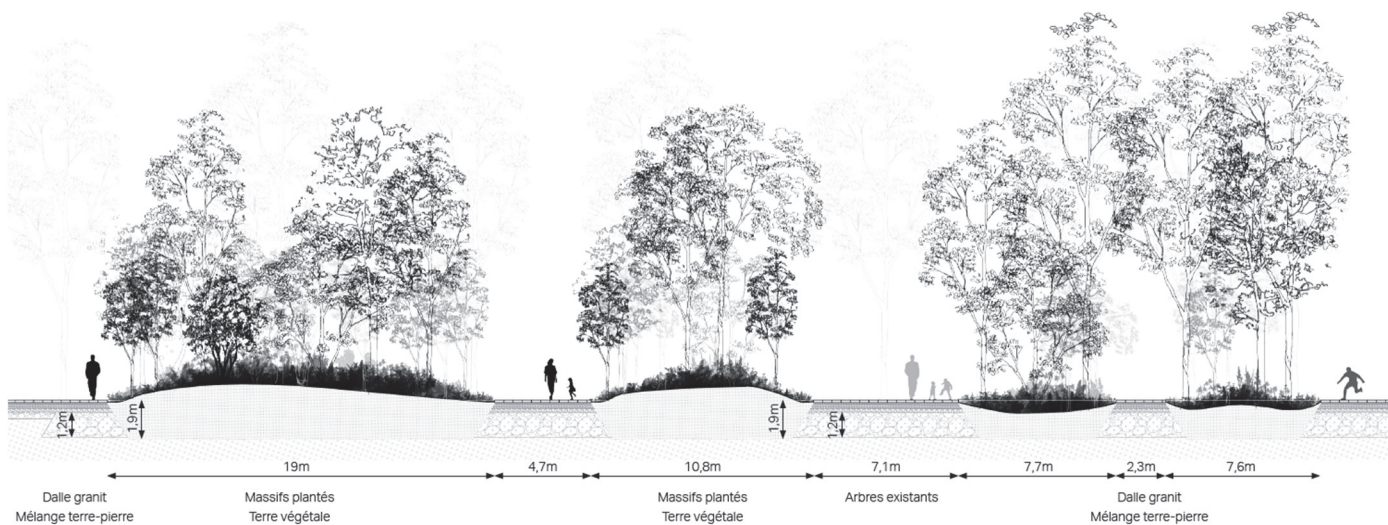 1,2m
1,9m
1,9m
1,2m
19m
4,7m
10,8m
7,1m
7,7m
2,3m
7,6m
Dalle granit
Mélange terre-pierre
Massifs plantés
Terre végétale
Massifs plantés
Terre végétale
Arbres existants
Dalle granit
Mélange terre-pierre